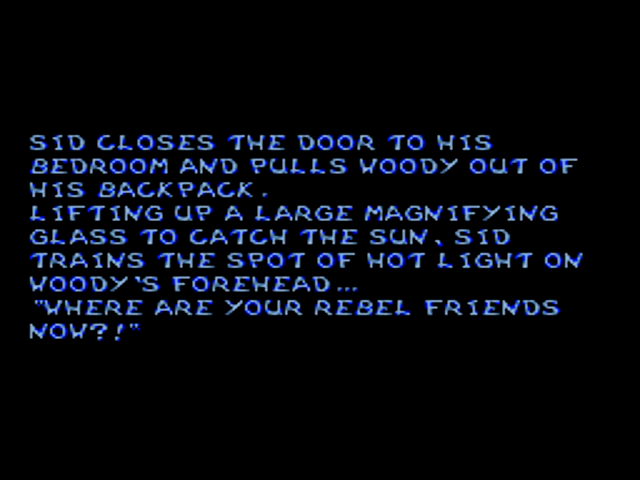 SID CLOSES THE DOOR TO HIS
BEDROOM AND PULLS WOODY OUT OF
HIS BACKPACK.
LIFTING UP A LARGE MAGNIFYING
GLASS TO CATCH THE SUN, SID
TRAINS THE SPOT OF HOT LIGHT ON
WOODY'S FOREHEAD...
"WHERE ARE YOUR REBEL FRIENDS
NOW?!"